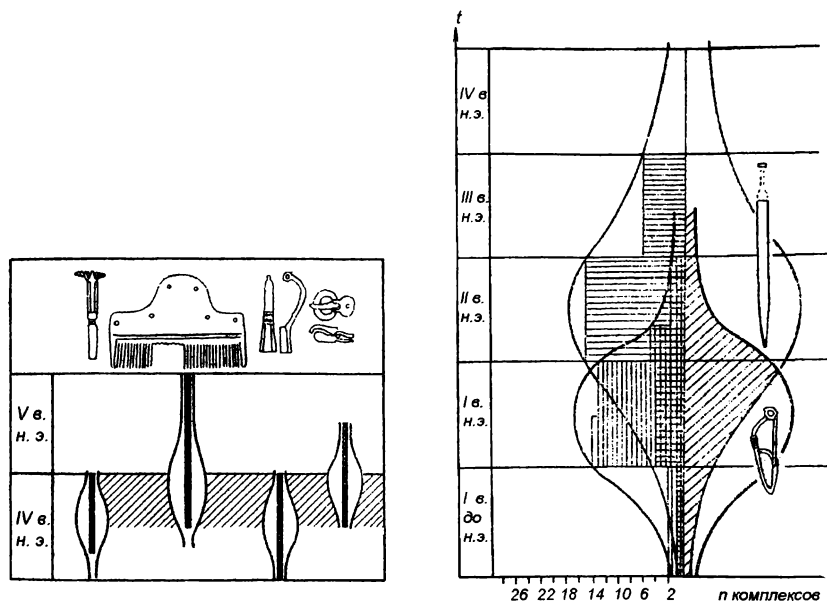 V в.
н. э.
IV в.
н. э.
t
IV в
н.э.
III в.
н.э.
II в.
н.э.
I в.
н.э.
I в.
до
н.э.
26 22 18 14 10 6 2 n комплексов